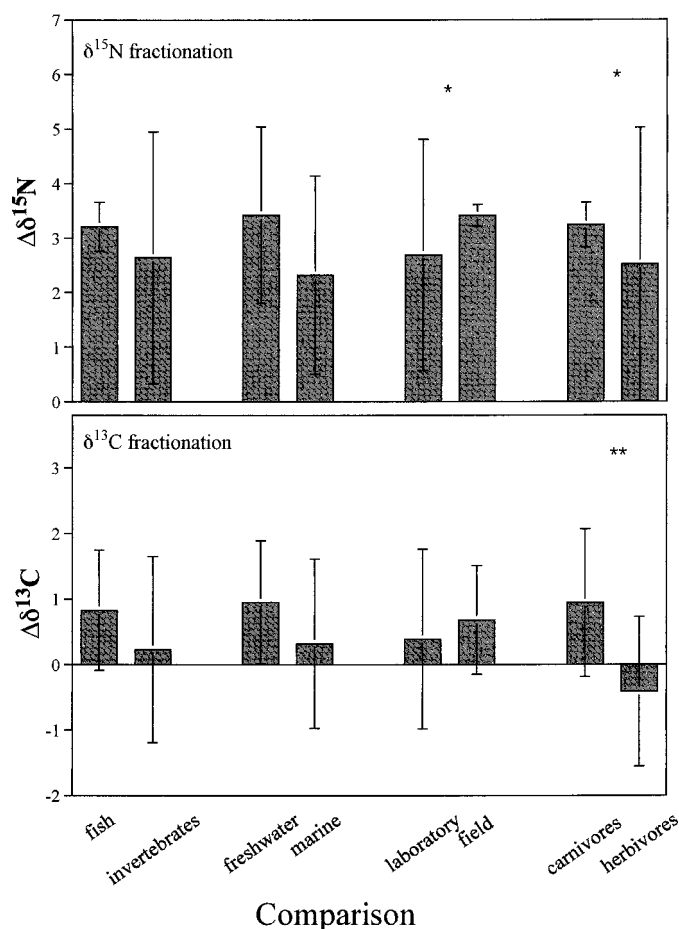 7
δ¹⁵N fractionation
6
*
*
5
4
Δδ¹⁵N
3
2
1
0
δ¹³C fractionation
3
**
2
Δδ¹³C
1
0
-1
-2
fish
invertebrates
freshwater
marine
laboratory
field
carnivores
herbivores
Comparison